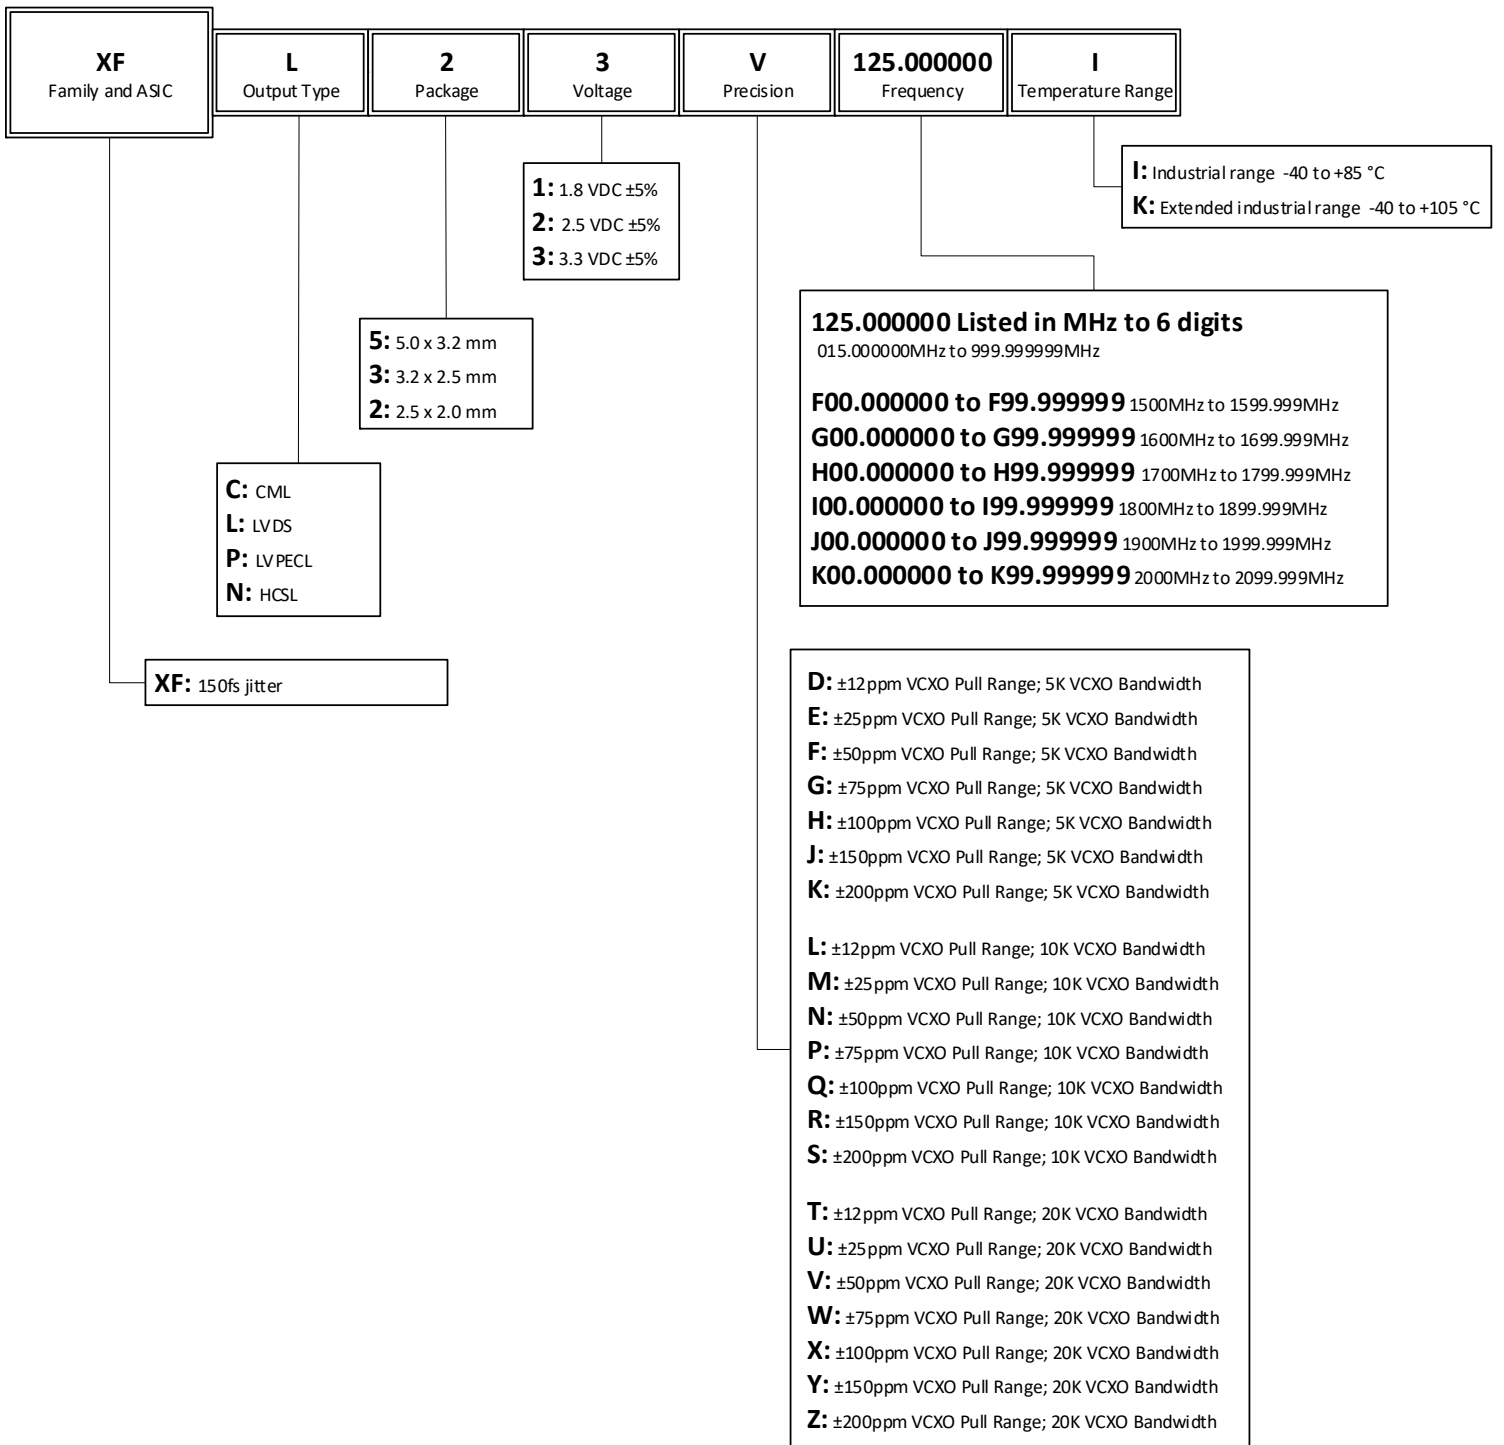 XF
Family and ASIC
L
Output Type
2
Package
3
Voltage
V
Precision
125.000000
Frequency
I
Temperature Range
I: Industrial range -40 to +85 °C
K: Extended industrial range -40 to +105 °C
1: 1.8 VDC ±5%
2: 2.5 VDC ±5%
3: 3.3 VDC ±5%
125.000000 Listed in MHz to 6 digits
015.000000MHz to 999.999999MHz
F00.000000 to F99.999999 1500MHz to 1599.999MHz
G00.000000 to G99.999999 1600MHz to 1699.999MHz
H00.000000 to H99.999999 1700MHz to 1799.999MHz
I00.000000 to I99.999999 1800MHz to 1899.999MHz
J00.000000 to J99.999999 1900MHz to 1999.999MHz
K00.000000 to K99.999999 2000MHz to 2099.999MHz
5: 5.0 x 3.2 mm
3: 3.2 x 2.5 mm
2: 2.5 x 2.0 mm
C: CML
L: LVDS
P: LVPECL
N: HCSL
XF: 150fs jitter
D: ±12ppm VCXO Pull Range; 5K VCXO Bandwidth
E: ±25ppm VCXO Pull Range; 5K VCXO Bandwidth
F: ±50ppm VCXO Pull Range; 5K VCXO Bandwidth
G: ±75ppm VCXO Pull Range; 5K VCXO Bandwidth
H: ±100ppm VCXO Pull Range; 5K VCXO Bandwidth
J: ±150ppm VCXO Pull Range; 5K VCXO Bandwidth
K: ±200ppm VCXO Pull Range; 5K VCXO Bandwidth
L: ±12ppm VCXO Pull Range; 10K VCXO Bandwidth
M: ±25ppm VCXO Pull Range; 10K VCXO Bandwidth
N: ±50ppm VCXO Pull Range; 10K VCXO Bandwidth
P: ±75ppm VCXO Pull Range; 10K VCXO Bandwidth
Q: ±100ppm VCXO Pull Range; 10K VCXO Bandwidth
R: ±150ppm VCXO Pull Range; 10K VCXO Bandwidth
S: ±200ppm VCXO Pull Range; 10K VCXO Bandwidth
T: ±12ppm VCXO Pull Range; 20K VCXO Bandwidth
U: ±25ppm VCXO Pull Range; 20K VCXO Bandwidth
V: ±50ppm VCXO Pull Range; 20K VCXO Bandwidth
W: ±75ppm VCXO Pull Range; 20K VCXO Bandwidth
X: ±100ppm VCXO Pull Range; 20K VCXO Bandwidth
Y: ±150ppm VCXO Pull Range; 20K VCXO Bandwidth
Z: ±200ppm VCXO Pull Range; 20K VCXO Bandwidth